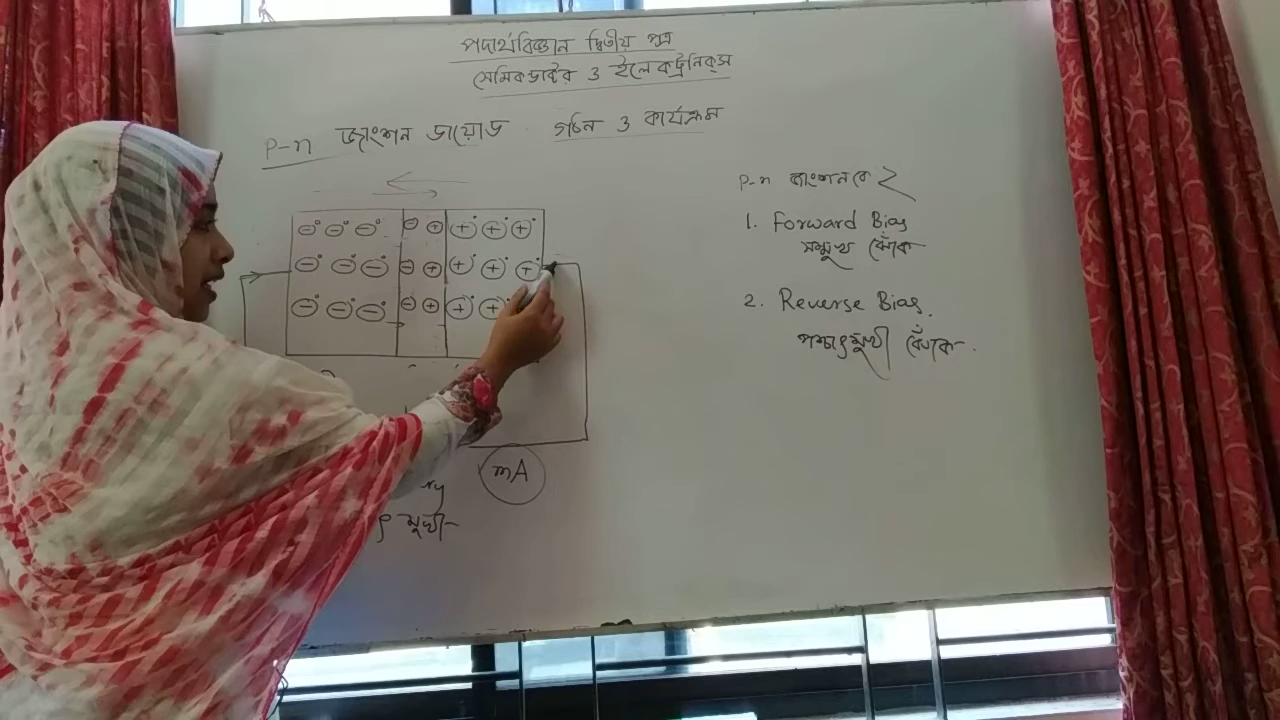 পদার্থবিজ্ঞান দ্বিতীয় পত্র
সেমিকন্ডাক্টর ও ইলেকট্রনিক্স
P-n জাংশন ডায়োড গঠন ও কার্যক্রম
P-n জাংশনকে 2
1. Forward Bias
সম্মুখ ঝোঁক
2. Reverse Bias.
পশ্চাৎমুখী ঝোঁক.
mA
ৎ মুখী